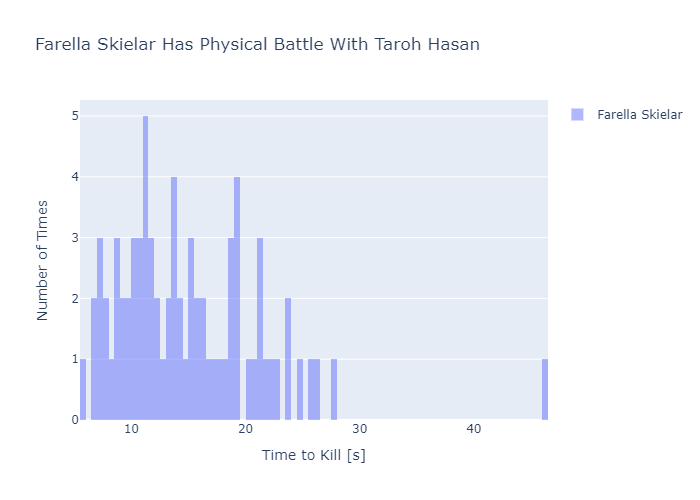 Farella Skielar Has Physical Battle With Taroh Hasan
Farella Skielar
5
4
3
2
1
0
Number of Times
10
20
30
40
Time to Kill [s]